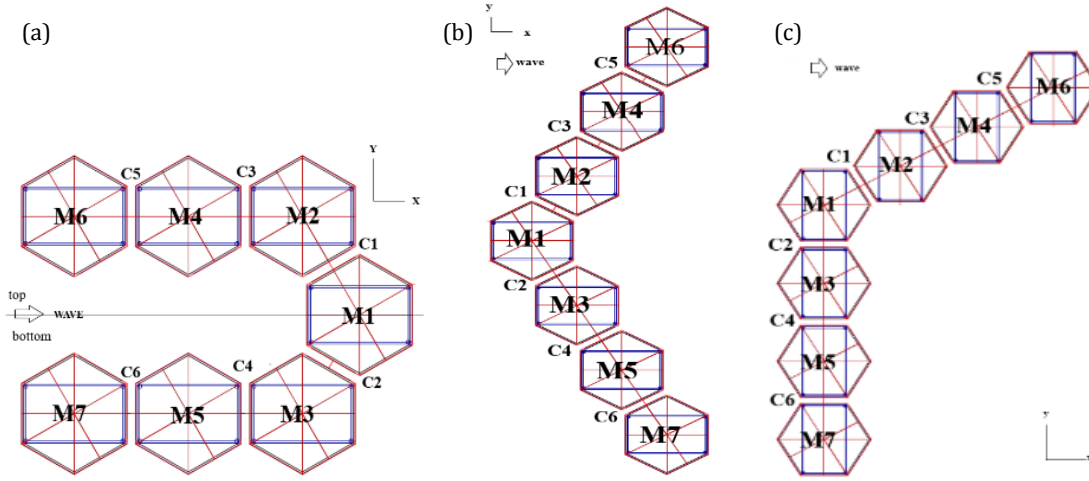 (a)
M6
C5
M4
C3
M2
Y
X
C1
top
WAVE
bottom
M1
C2
M7
C6
M5
C4
M3
(b)
y
x
wave
M6
C5
M4
C3
M2
C1
M1
C2
M3
C4
M5
C6
M7
(c)
wave
M6
C5
M4
C3
M2
C1
M1
C2
M3
C4
M5
C6
M7
y